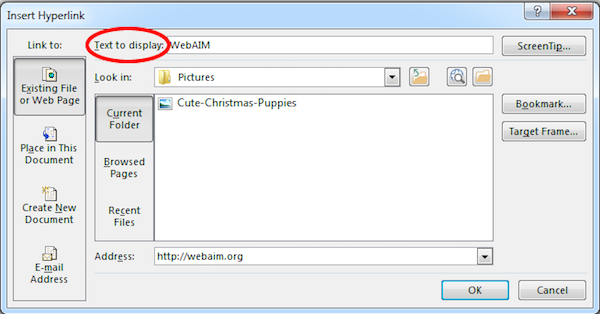 Insert Hyperlink
Link to:
Text to display: WebAIM
ScreenTip...
Existing File
or Web Page
Look in:
Pictures
Current
Folder
Cute-Christmas-Puppies
Bookmark...
Target Frame...
Place in This
Document
Browsed
Pages
Create New
Document
Recent
Files
E-mail
Address
Address:
http://webaim.org
OK
Cancel